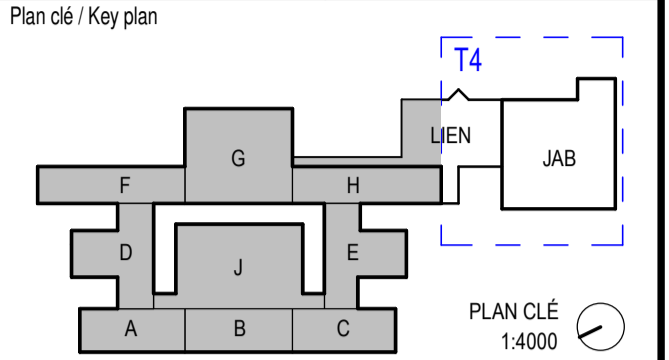 Plan clé / Key plan
T4
LIEN
G
JAB
F
H
D
E
J
PLAN CLÉ
1:4000
A
B
C